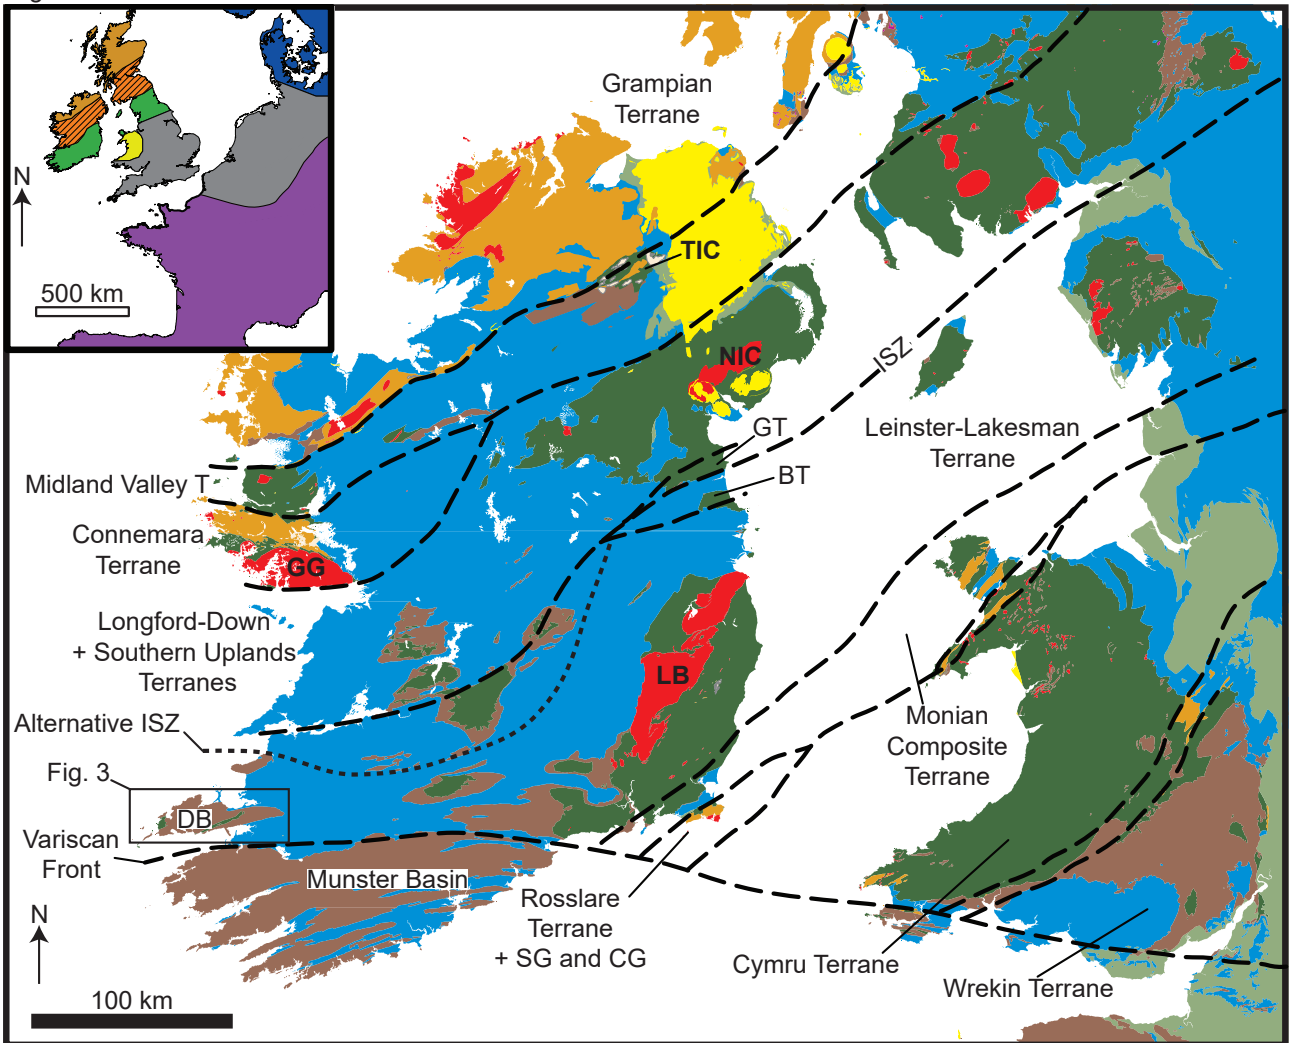 N
500 km
Grampian
Terrane
TIC
NIC
ISZ
GT
BT
Leinster-Lakesman
Terrane
Midland Valley T
Connemara
Terrane
GG
Longford-Down
+ Southern Uplands
Terranes
LB
Alternative ISZ
Fig. 3
DB
Variscan
Front
Munster Basin
Monian
Composite
Terrane
Rosslare
Terrane
+ SG and CG
Cymru Terrane
Wrekin Terrane
N
100 km